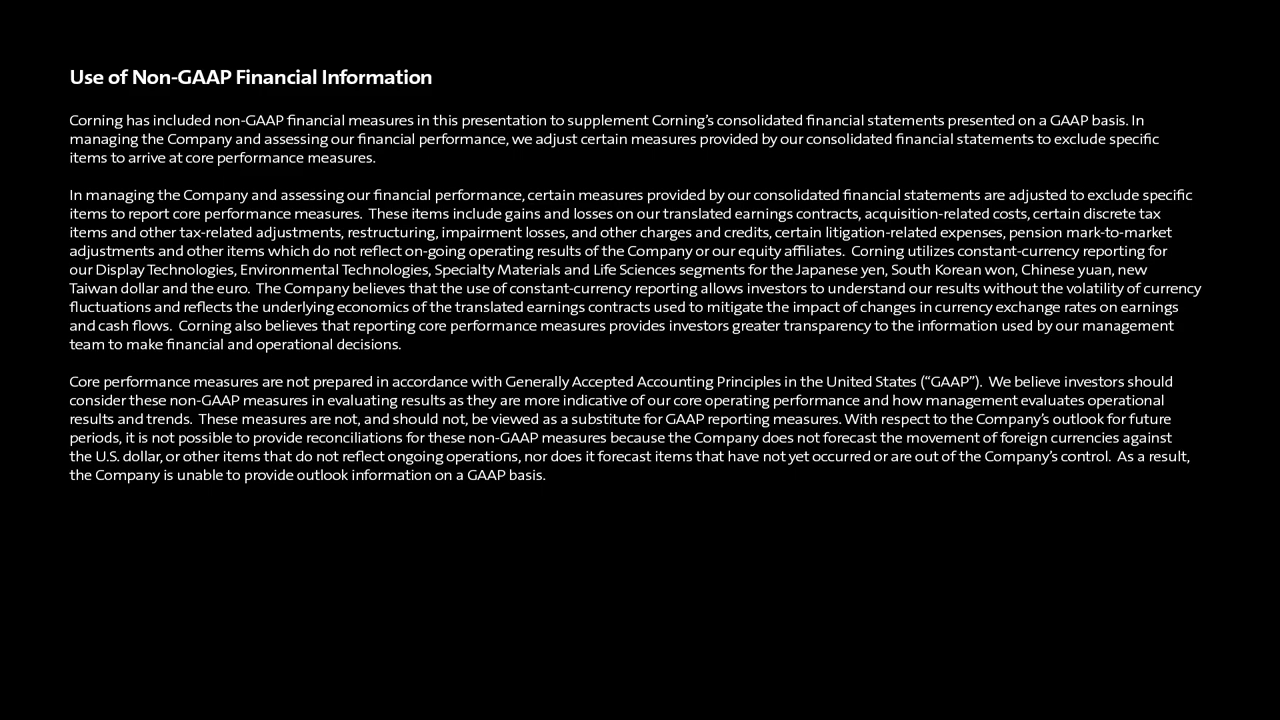 Use of Non-GAAP Financial Information
Corning has included non-GAAP financial measures in this presentation to supplement Corning’s consolidated financial statements presented on a GAAP basis. In
managing the Company and assessing our financial performance, we adjust certain measures provided by our consolidated financial statements to exclude specific
items to arrive at core performance measures.
In managing the Company and assessing our financial performance, certain measures provided by our consolidated financial statements are adjusted to exclude specific
items to report core performance measures.  These items include gains and losses on our translated earnings contracts, acquisition-related costs, certain discrete tax
items and other tax-related adjustments, restructuring, impairment losses, and other charges and credits, certain litigation-related expenses, pension mark-to-market
adjustments and other items which do not reflect on-going operating results of the Company or our equity affiliates.  Corning utilizes constant-currency reporting for
our Display Technologies, Environmental Technologies, Specialty Materials and Life Sciences segments for the Japanese yen, South Korean won, Chinese yuan, new
Taiwan dollar and the euro.  The Company believes that the use of constant-currency reporting allows investors to understand our results without the volatility of currency
fluctuations and reflects the underlying economics of the translated earnings contracts used to mitigate the impact of changes in currency exchange rates on earnings
and cash flows.  Corning also believes that reporting core performance measures provides investors greater transparency to the information used by our management
team to make financial and operational decisions.
Core performance measures are not prepared in accordance with Generally Accepted Accounting Principles in the United States (“GAAP”).  We believe investors should
consider these non-GAAP measures in evaluating results as they are more indicative of our core operating performance and how management evaluates operational
results and trends.  These measures are not, and should not, be viewed as a substitute for GAAP reporting measures. With respect to the Company’s outlook for future
periods, it is not possible to provide reconciliations for these non-GAAP measures because the Company does not forecast the movement of foreign currencies against
the U.S. dollar, or other items that do not reflect ongoing operations, nor does it forecast items that have not yet occurred or are out of the Company’s control.  As a result,
the Company is unable to provide outlook information on a GAAP basis.